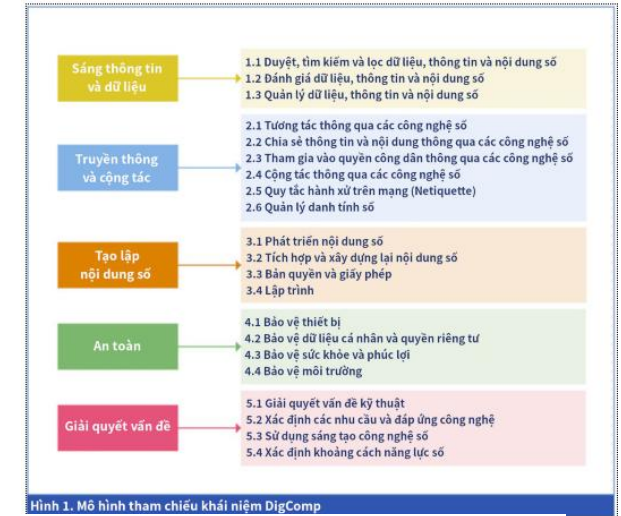 Sáng thông tin
và dữ liệu
1.1 Duyệt, tìm kiếm và lọc dữ liệu, thông tin và nội dung số
1.2 Đánh giá dữ liệu, thông tin và nội dung số
1.3 Quản lý dữ liệu, thông tin và nội dung số
Truyền thông
và cộng tác
2.1 Tương tác thông qua các công nghệ số
2.2 Chia sẻ thông tin và nội dung thông qua các công nghệ số
2.3 Tham gia vào quyền công dân thông qua các công nghệ số
2.4 Cộng tác thông qua các công nghệ số
2.5 Quy tắc hành xử trên mạng (Netiquette)
2.6 Quản lý danh tính số
Tạo lập
nội dung số
3.1 Phát triển nội dung số
3.2 Tích hợp và xây dựng lại nội dung số
3.3 Bản quyền và giấy phép
3.4 Lập trình
An toàn
4.1 Bảo vệ thiết bị
4.2 Bảo vệ dữ liệu cá nhân và quyền riêng tư
4.3 Bảo vệ sức khỏe và phúc lợi
4.4 Bảo vệ môi trường
Giải quyết vấn đề
5.1 Giải quyết vấn đề kỹ thuật
5.2 Xác định các nhu cầu và đáp ứng công nghệ
5.3 Sử dụng sáng tạo công nghệ số
5.4 Xác định khoảng cách năng lực số
Hình 1. Mô hình tham chiếu khái niệm DigComp